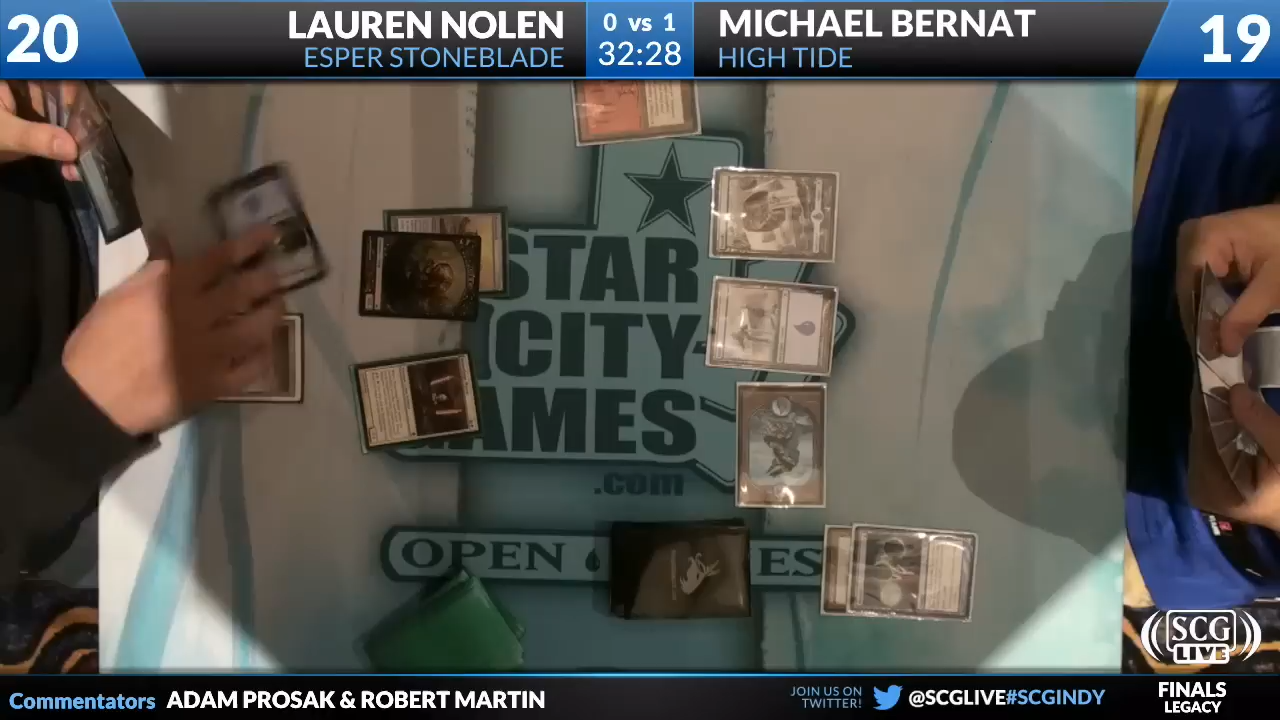 20
LAUREN NOLEN
ESPER STONEBLADE
0 vs 1
32:28
MICHAEL BERNAT
HIGH TIDE
19
STAR
CITY
GAMES
.com
OPEN
ES
SCG
LIVE
Commentators ADAM PROSAK & ROBERT MARTIN
JOIN US ON
TWITTER!
@SCGLIVE#SCGINDY
FINALS
LEGACY